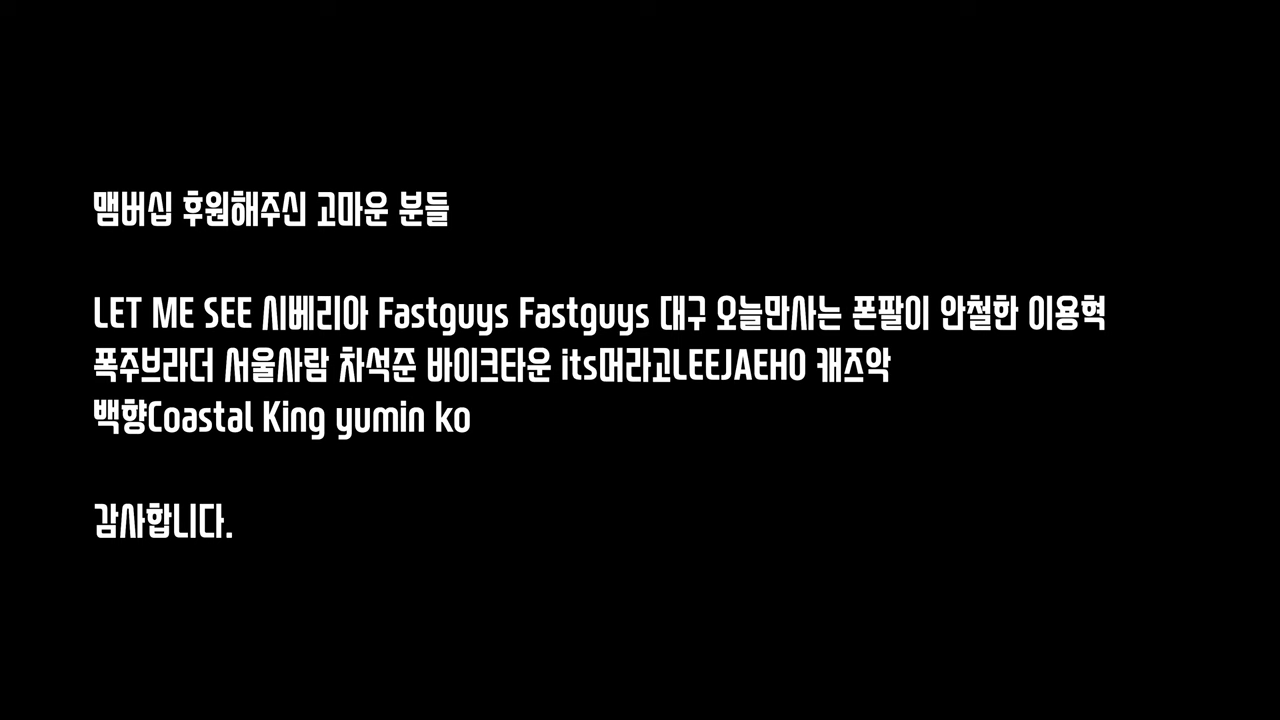 맴버십 후원해주신 고마운 분들
LET ME SEE 시베리아 Fastguys Fastguys 대구 오늘만사는 폰팔이 안철한 이용혁
폭주브라더 서울사람 차석준 바이크타운 its머라고LEEJAEHO 캐즈악
백향Coastal King yumin ko
감사합니다.